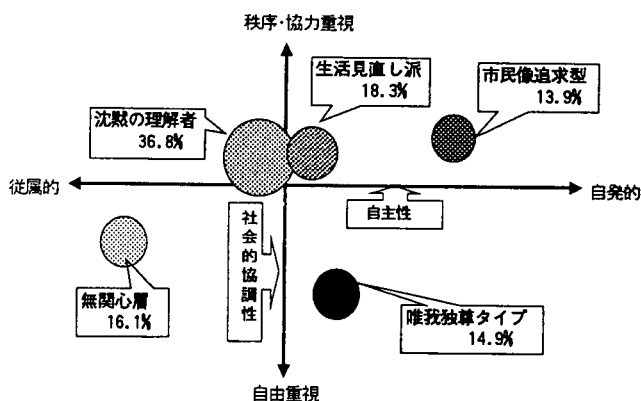 秩序・協力重視
生活見直し派
18.3%
市民像追求型
13.9%
沈黙の理解者
36.8%
従属的
自発的
自主性
社会的協調性
無関心層
16.1%
唯我独尊タイプ
14.9%
自由重視